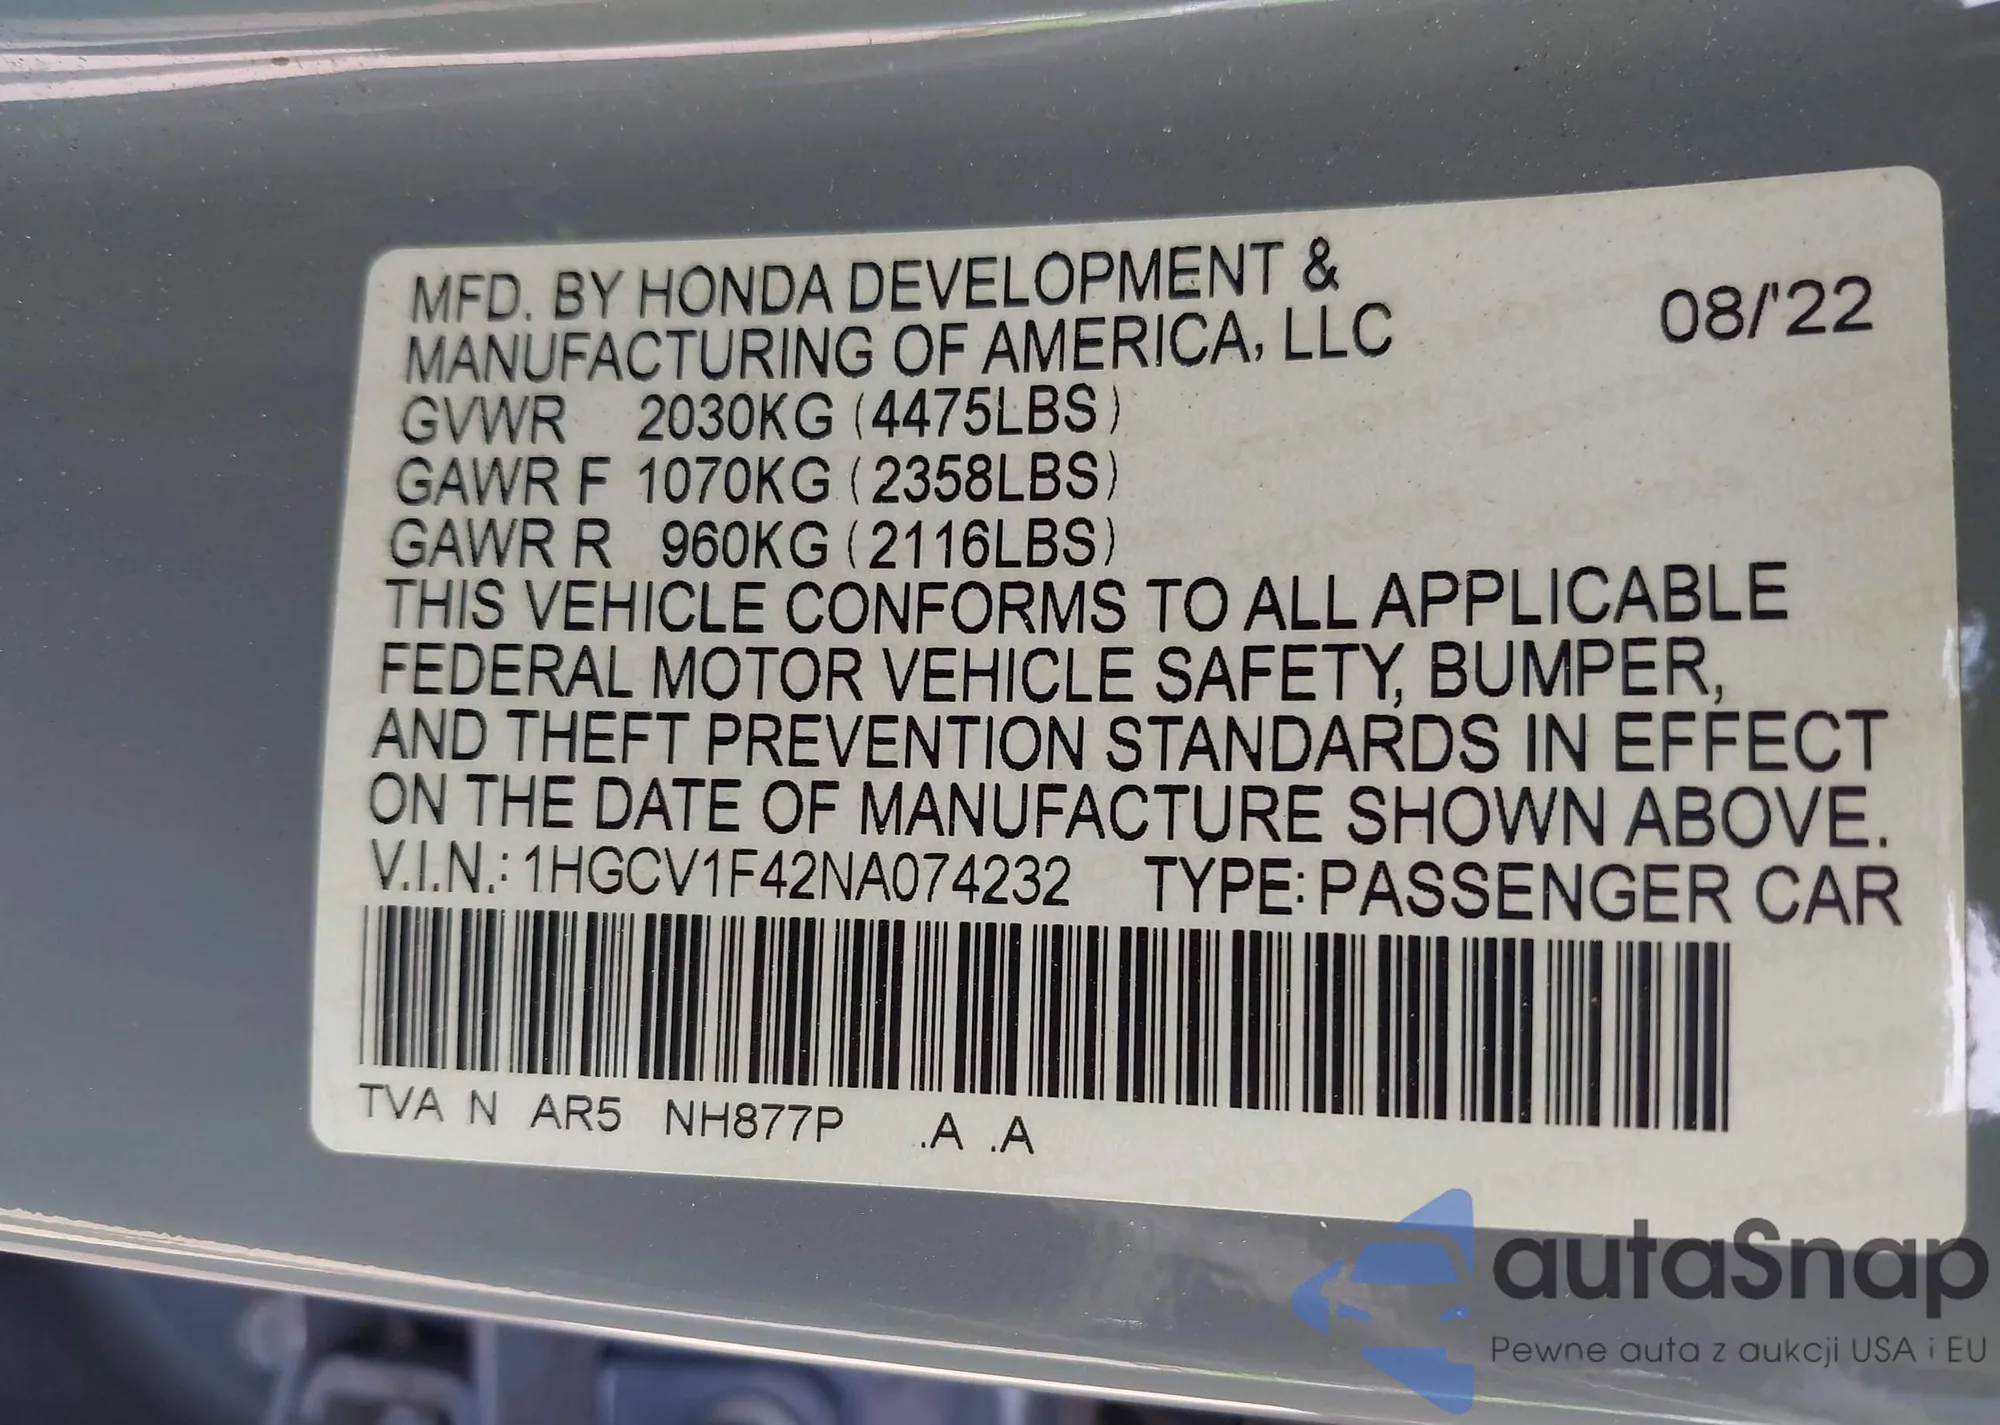 MFD. BY HONDA DEVELOPMENT &
MANUFACTURING OF AMERICA, LLC
08/'22
GVWR 2030KG (4475LBS)
GAWR F 1070KG (2358LBS)
GAWR R 960KG (2116LBS)
THIS VEHICLE CONFORMS TO ALL APPLICABLE
FEDERAL MOTOR VEHICLE SAFETY, BUMPER,
AND THEFT PREVENTION STANDARDS IN EFFECT
ON THE DATE OF MANUFACTURE SHOWN ABOVE.
V.I.N.: 1HGCV1F42NA074232 TYPE: PASSENGER CAR
TVA N AR5 NH877P .A .A
autaSnap
Pewne auta z aukcji USA i EU